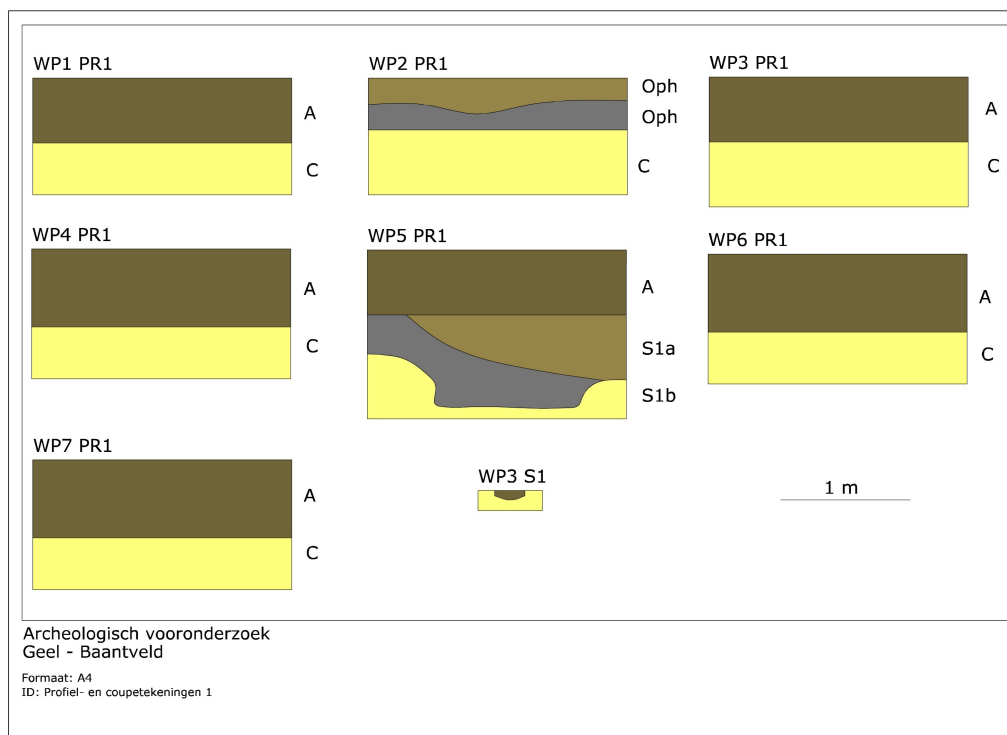 WP1 PR1
A
C
WP2 PR1
Oph
Oph
C
WP3 PR1
A
C
WP4 PR1
A
C
WP5 PR1
A
S1a
S1b
WP6 PR1
A
C
WP7 PR1
A
C
WP3 S1
1 m
Archeologisch vooronderzoek
Geel - Baantveld
Formaat: A4
ID: Profiel- en coupetekeningen 1